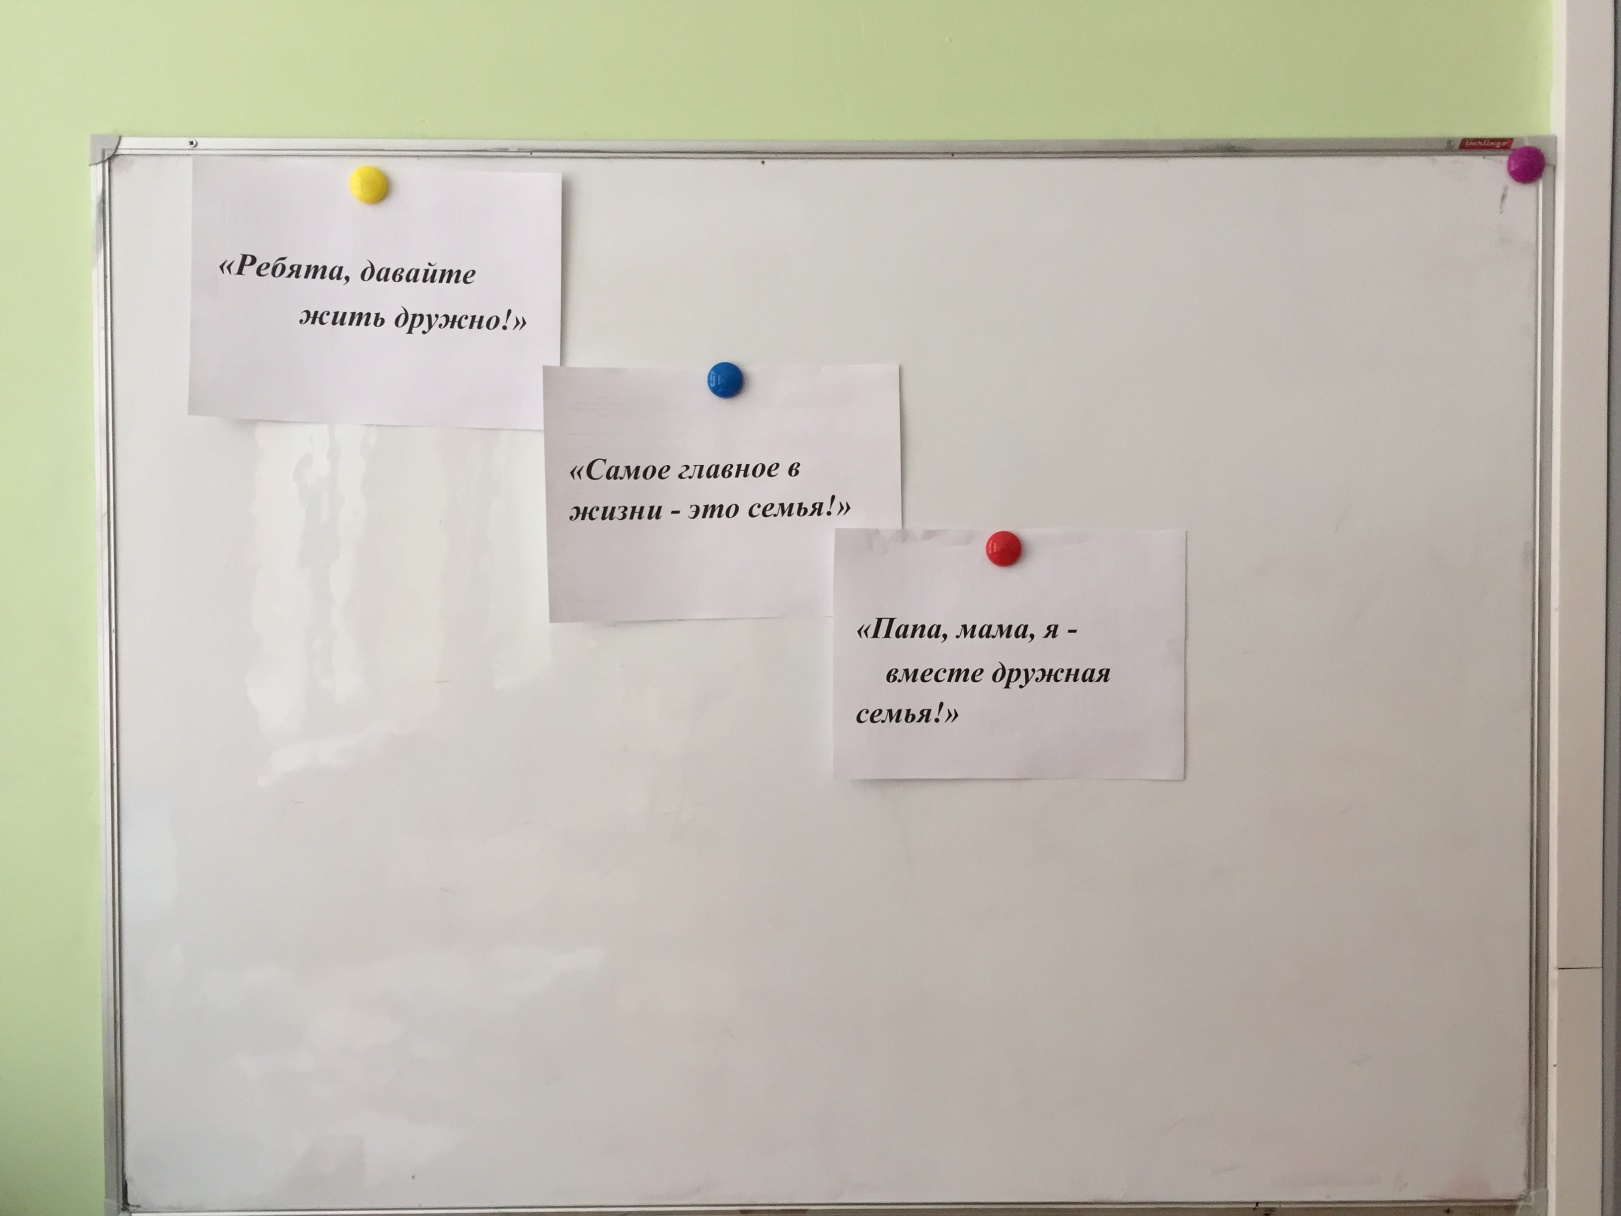 «Ребята, давайте
жить дружно!»
«Самое главное в
жизни - это семья!»
«Папа, мама, я -
вместе дружная
семья!»